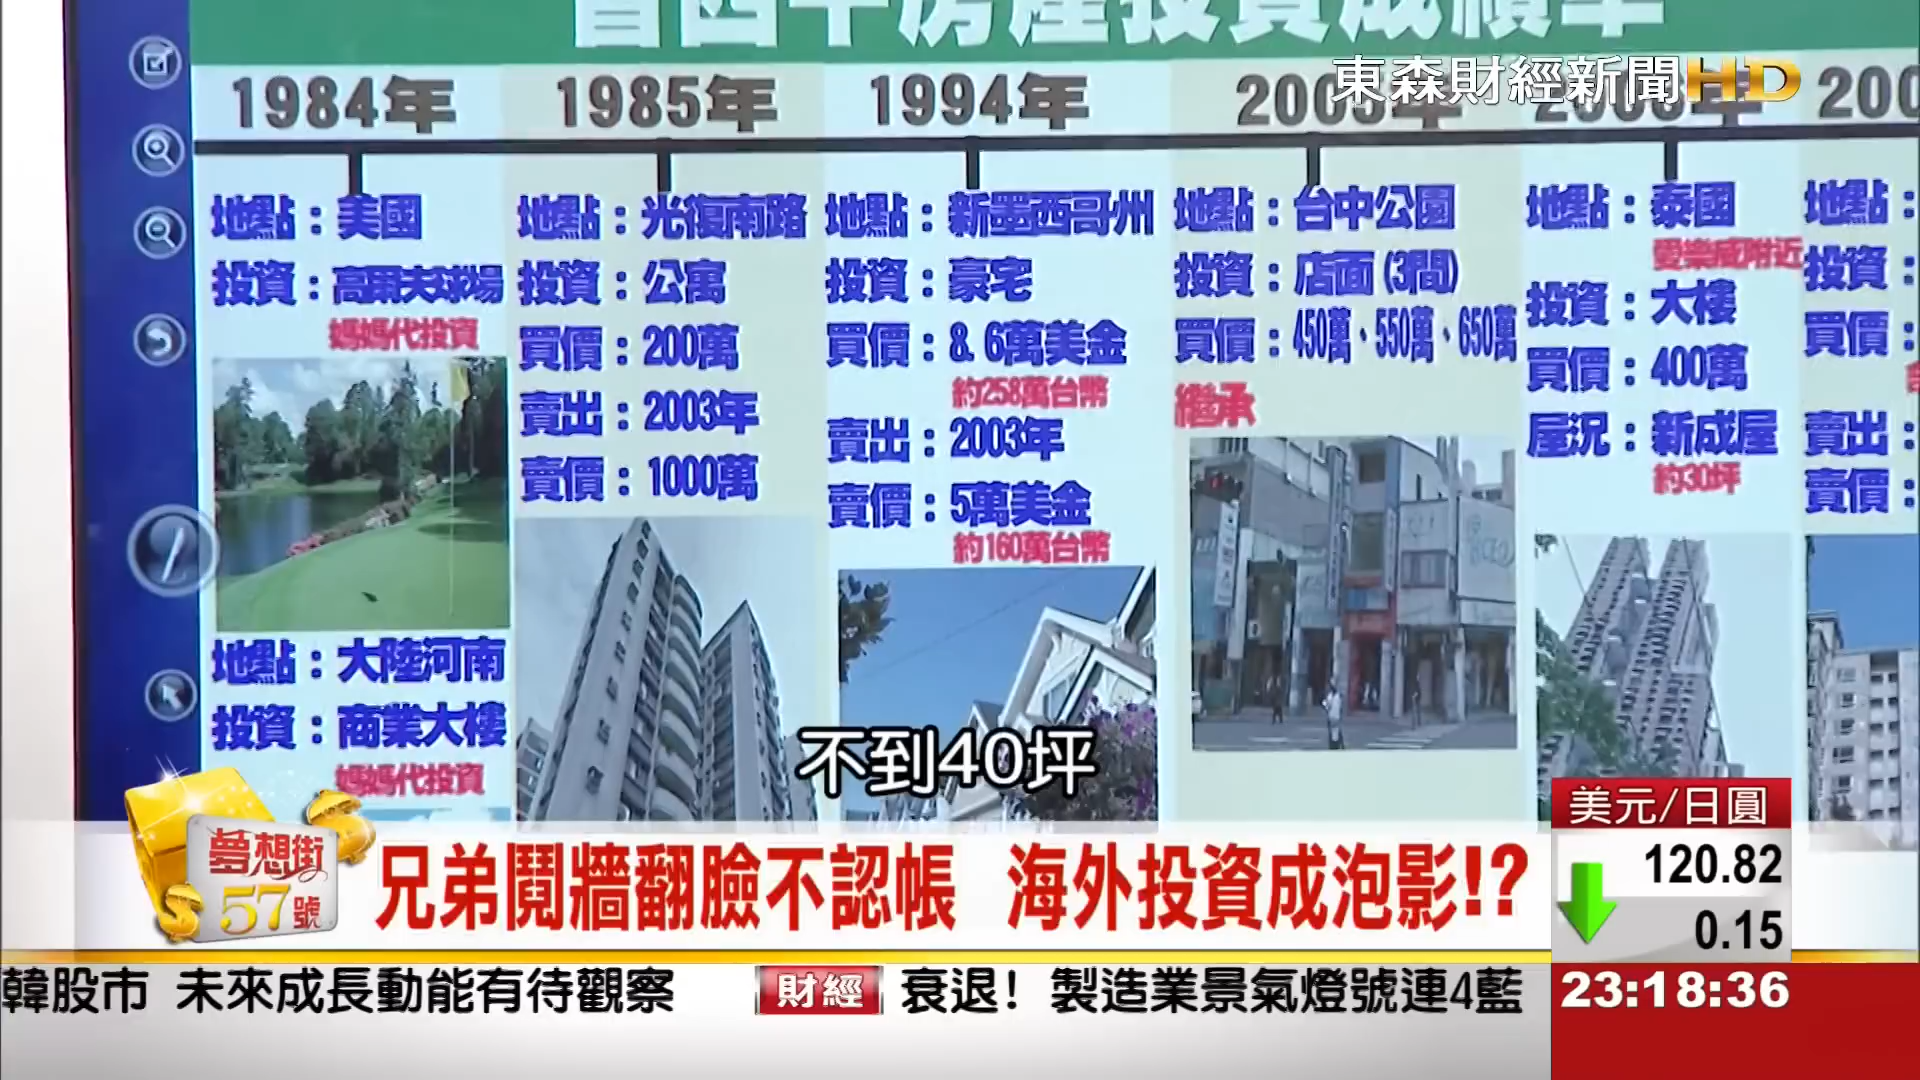 東森財經新聞HD
1984年
地點：美國
投資：高爾夫球場
媽媽代投資
地點：大陸河南
投資：商業大樓
媽媽代投資
1985年
地點：光復南路
投資：公寓
買價：200萬
賣出：2003年
賣價：1000萬
1994年
地點：新墨西哥州
投資：豪宅
買價：8.6萬美金
約258萬台幣
賣出：2003年
賣價：5萬美金
約160萬台幣
地點：台中公園
投資：店面(3間)
買價：450萬、550萬、650萬
繼承
地點：泰國
愛樂威附近
投資：大樓
買價：400萬
屋況：新成屋
約30坪
200
地點：
投資：
買價：
賣出：
賣價：
不到40坪
夢想街
57號
兄弟鬩牆翻臉不認帳 海外投資成泡影!?
美元/日圓
120.82
0.15
韓股市 未來成長動能有待觀察 財經 衰退! 製造業景氣燈號連4藍
23:18:36